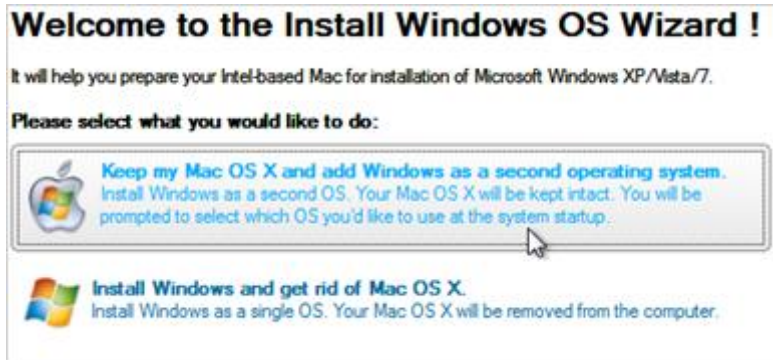 Welcome to the Install Windows OS Wizard !
It will help you prepare your Intel-based Mac for installation of Microsoft Windows XP/Vista/7.
Please select what you would like to do:
Keep my Mac OS X and add Windows as a second operating system.
Install Windows as a second OS. Your Mac OS X will be kept intact. You will be
prompted to select which OS you'd like to use at the system startup.
Install Windows and get rid of Mac OS X.
Install Windows as a single OS. Your Mac OS X will be removed from the computer.